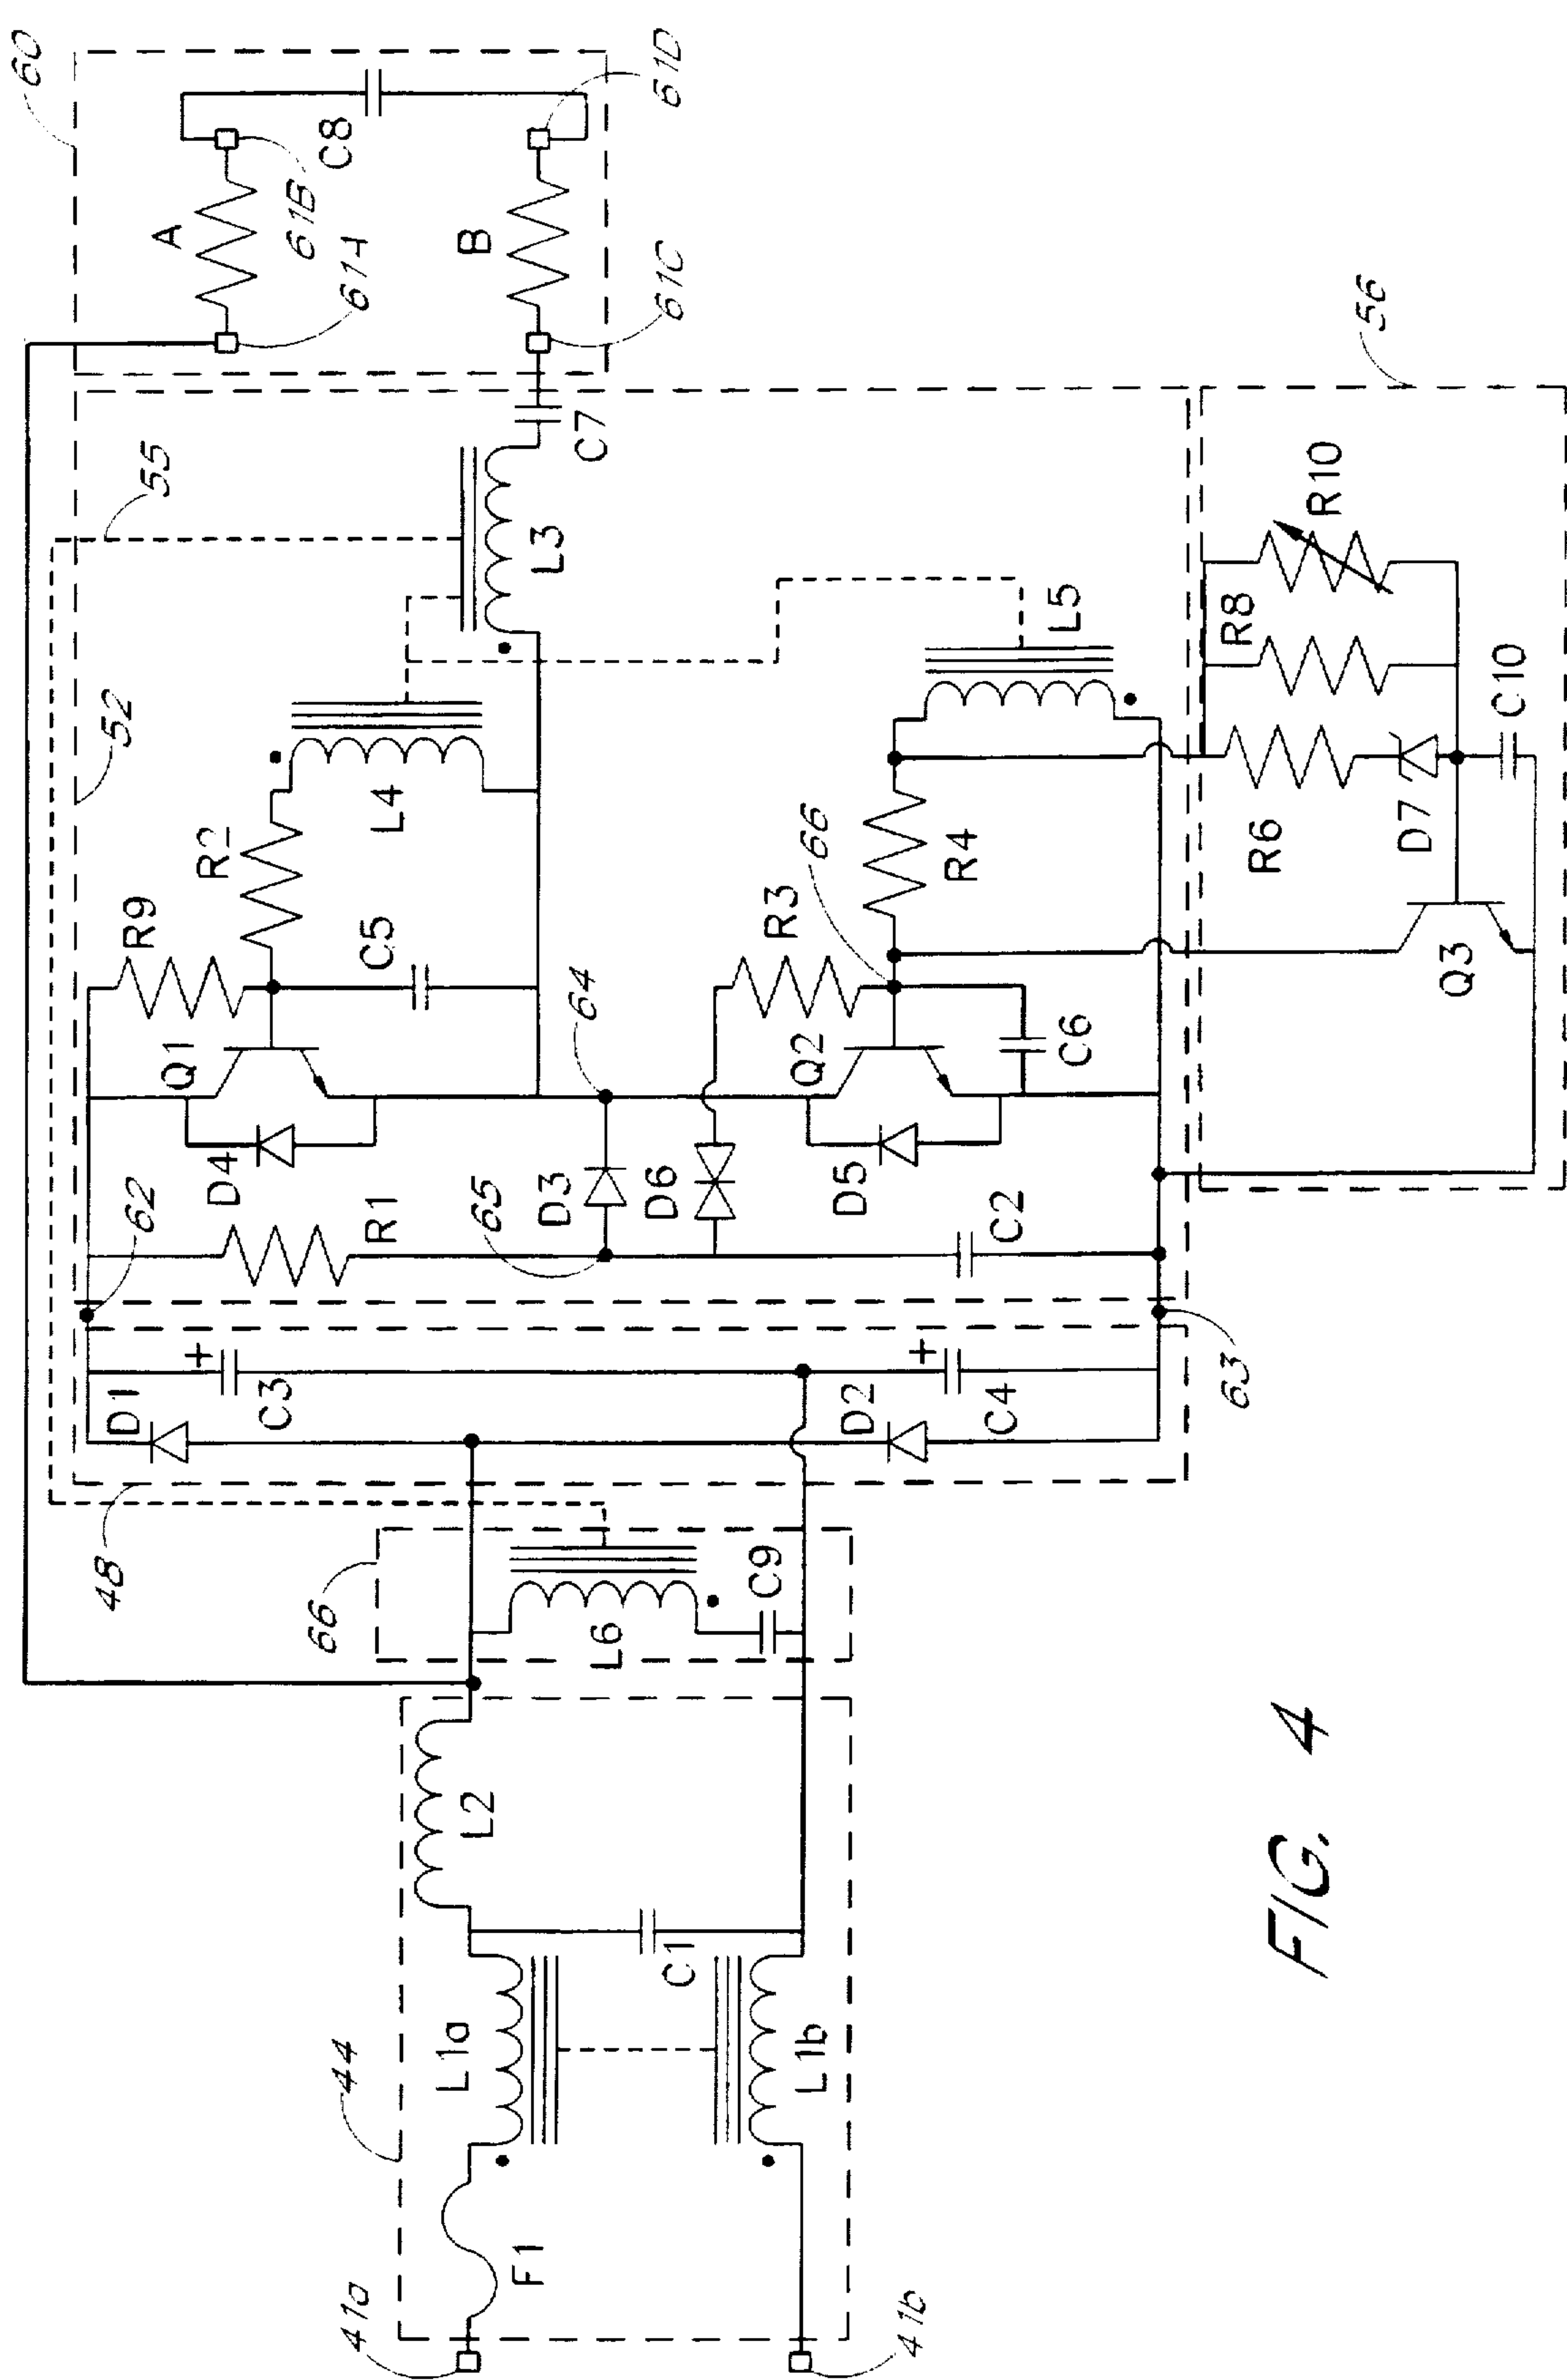 60
61D
C8
A
61B
61A
B
61C
56
55
C7
R10
L3
52
L5
R8
C10
L4
R2
R4
66
R6
D7
R9
C5
R3
Q3
Q1
64
Q2
C6
D4
62
R1
D3
65
D6
D5
C2
D1
C3
D2
C4
63
48
66
L6
C9
L2
C1
44
L1a
L1b
F1
41a
41b
FIG. 4